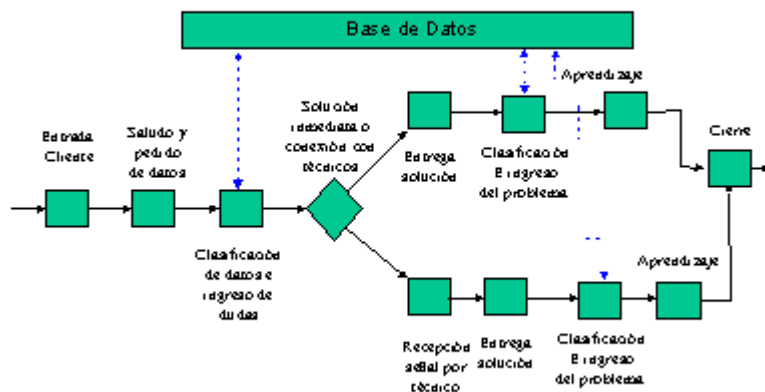 Base de Datos
Aprendizaje
Solución
inmediata o
conexión con
técnicos
Entrada
Cliente
Saludo y
pedido
de datos
Entrega
solución
Clasificación
E ingreso
del problema
Cierre
Clasificación
de datos e
ingreso de
dudas
Aprendizaje
Recepción
señal por
técnico
Entrega
solución
Clasificación
E ingreso
del problema